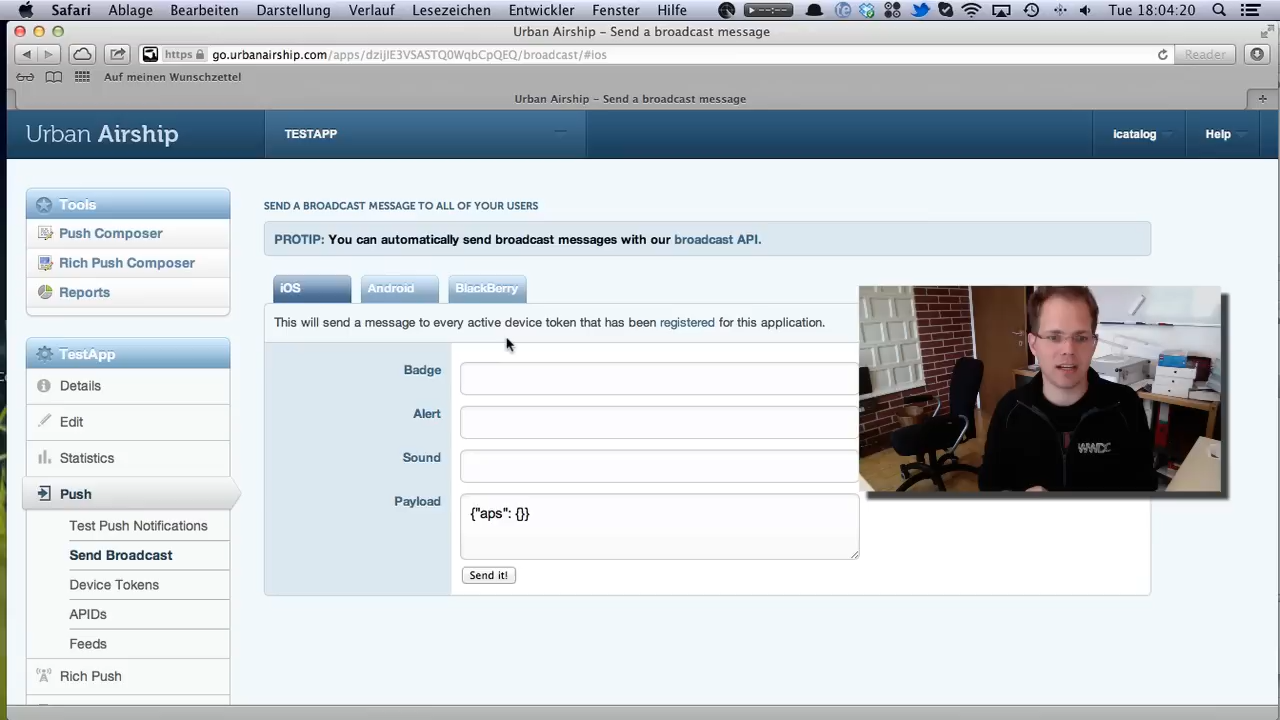 Safari Ablage Bearbeiten Darstellung Verlauf Lesezeichen Entwickler Fenster Hilfe Tue 18:04:20
Urban Airship – Send a broadcast message
https go.urbanairship.com/apps/dzijIE3VSASTQ0WqbCpQEQ/broadcast/#ios Reader
Auf meinen Wunschzettel
Urban Airship – Send a broadcast message
Urban Airship TESTAPP icatalog Help
Tools
Push Composer
Rich Push Composer
Reports
TestApp
Details
Edit
Statistics
Push
Test Push Notifications
Send Broadcast
Device Tokens
APIDs
Feeds
Rich Push
SEND A BROADCAST MESSAGE TO ALL OF YOUR USERS
PROTIP: You can automatically send broadcast messages with our broadcast API.
iOS Android BlackBerry
This will send a message to every active device token that has been registered for this application.
Badge
Alert
Sound
Payload
{"aps": {}}
Send it!
WWDC